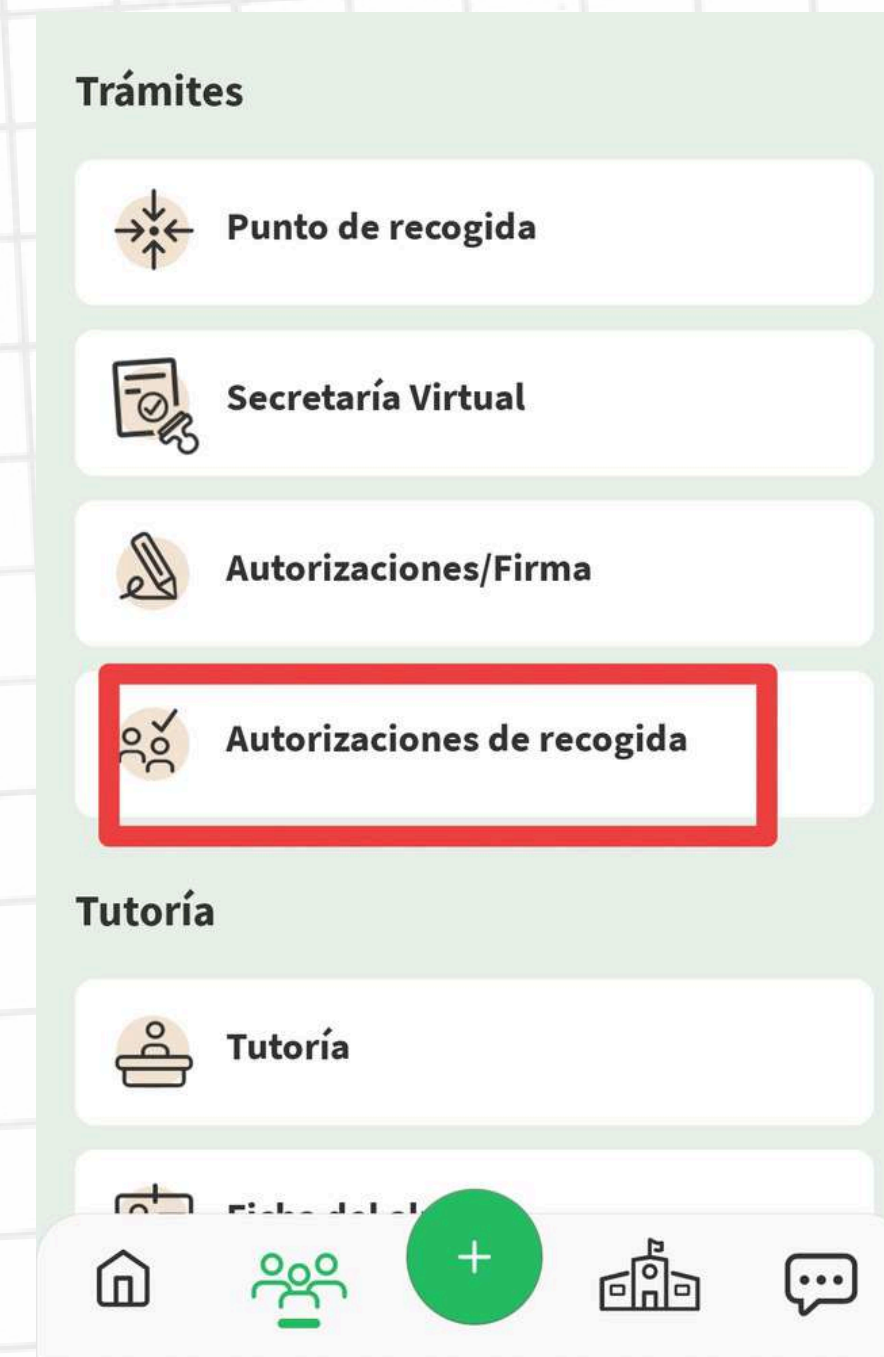 Trámites
Punto de recogida
Secretaría Virtual
Autorizaciones/Firma
Autorizaciones de recogida
Tutoría
Tutoría